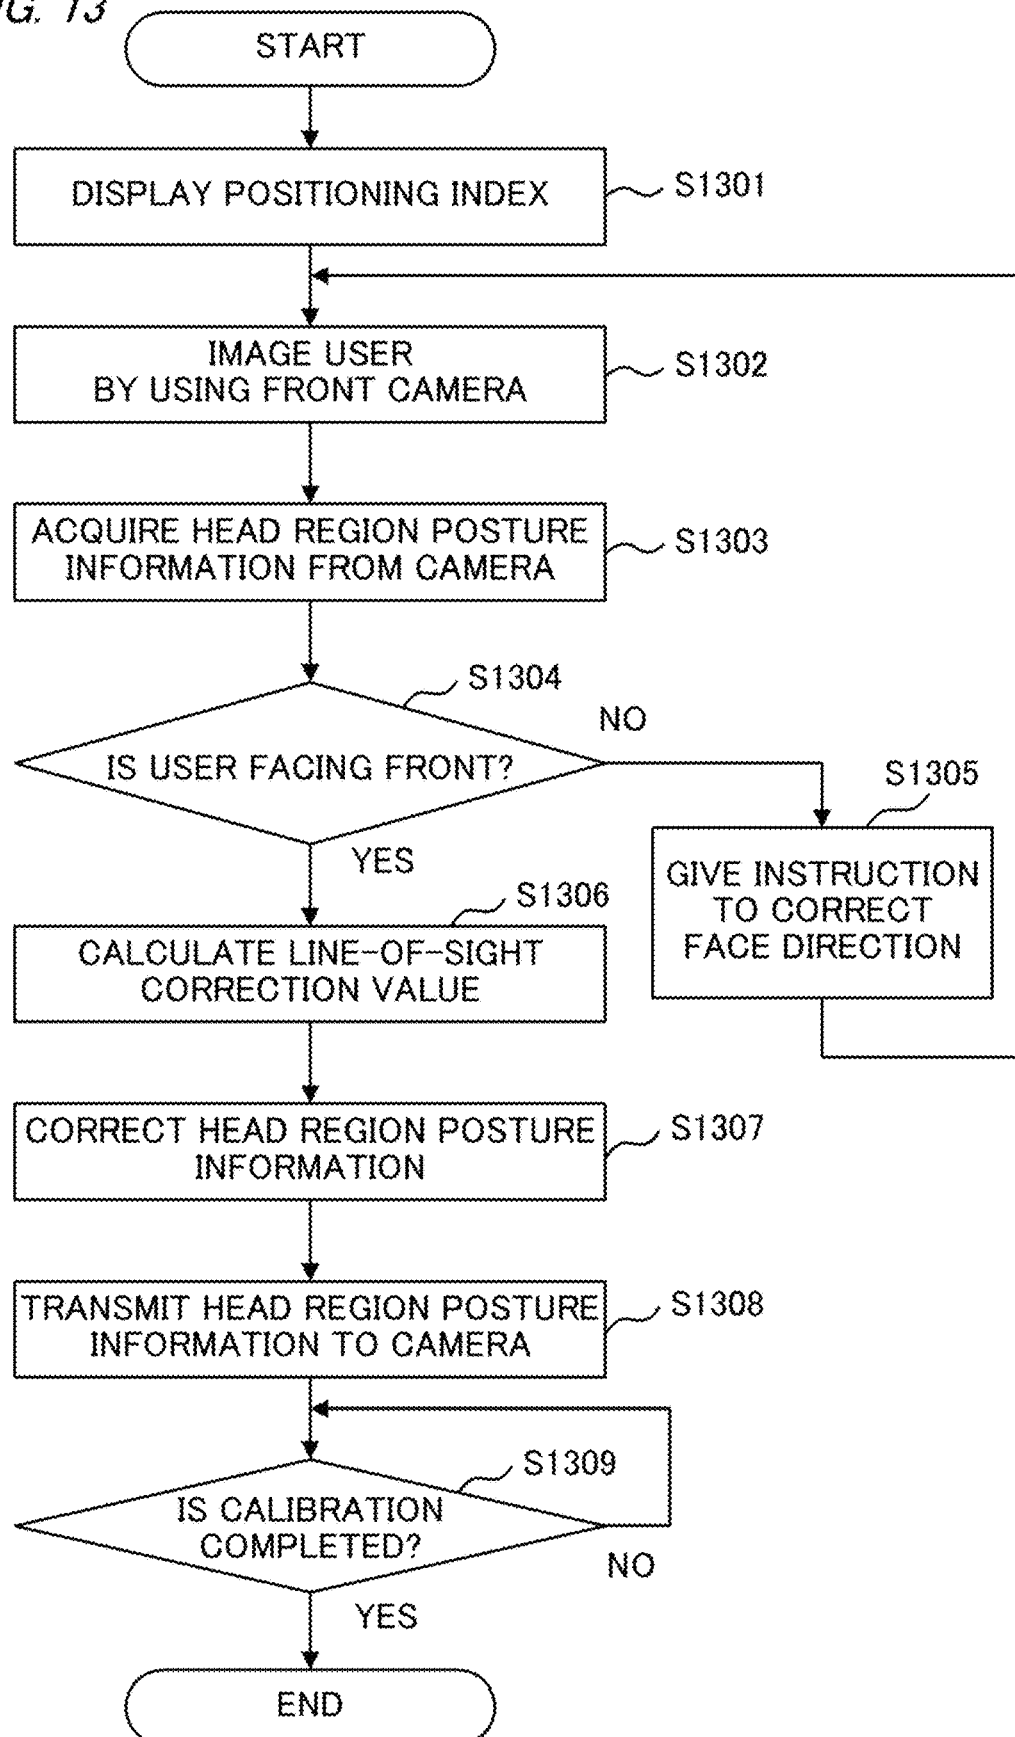 G. 13
START
DISPLAY POSITIONING INDEX
S1301
IMAGE USER
BY USING FRONT CAMERA
S1302
ACQUIRE HEAD REGION POSTURE
INFORMATION FROM CAMERA
S1303
S1304
IS USER FACING FRONT?
NO
YES
S1305
GIVE INSTRUCTION
TO CORRECT
FACE DIRECTION
S1306
CALCULATE LINE-OF-SIGHT
CORRECTION VALUE
CORRECT HEAD REGION POSTURE
INFORMATION
S1307
TRANSMIT HEAD REGION POSTURE
INFORMATION TO CAMERA
S1308
S1309
IS CALIBRATION
COMPLETED?
NO
YES
END